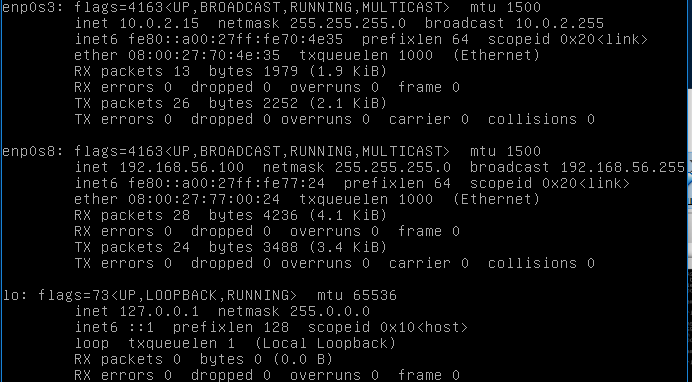 enp0s3: flags=4163<UP,BROADCAST,RUNNING,MULTICAST>  mtu 1500
        inet 10.0.2.15  netmask 255.255.255.0  broadcast 10.0.2.255
        inet6 fe80::a00:27ff:fe70:4e35  prefixlen 64  scopeid 0x20<link>
        ether 08:00:27:70:4e:35  txqueuelen 1000  (Ethernet)
        RX packets 13  bytes 1979 (1.9 KiB)
        RX errors 0  dropped 0  overruns 0  frame 0
        TX packets 26  bytes 2252 (2.1 KiB)
        TX errors 0  dropped 0 overruns 0  carrier 0  collisions 0

enp0s8: flags=4163<UP,BROADCAST,RUNNING,MULTICAST>  mtu 1500
        inet 192.168.56.100  netmask 255.255.255.0  broadcast 192.168.56.255
        inet6 fe80::a00:27ff:fe77:24  prefixlen 64  scopeid 0x20<link>
        ether 08:00:27:77:00:24  txqueuelen 1000  (Ethernet)
        RX packets 28  bytes 4236 (4.1 KiB)
        RX errors 0  dropped 0  overruns 0  frame 0
        TX packets 24  bytes 3488 (3.4 KiB)
        TX errors 0  dropped 0 overruns 0  carrier 0  collisions 0

lo: flags=73<UP,LOOPBACK,RUNNING>  mtu 65536
        inet 127.0.0.1  netmask 255.0.0.0
        inet6 ::1  prefixlen 128  scopeid 0x10<host>
        loop  txqueuelen 1  (Local Loopback)
        RX packets 0  bytes 0 (0.0 B)
        RX errors 0  dropped 0  overruns 0  frame 0